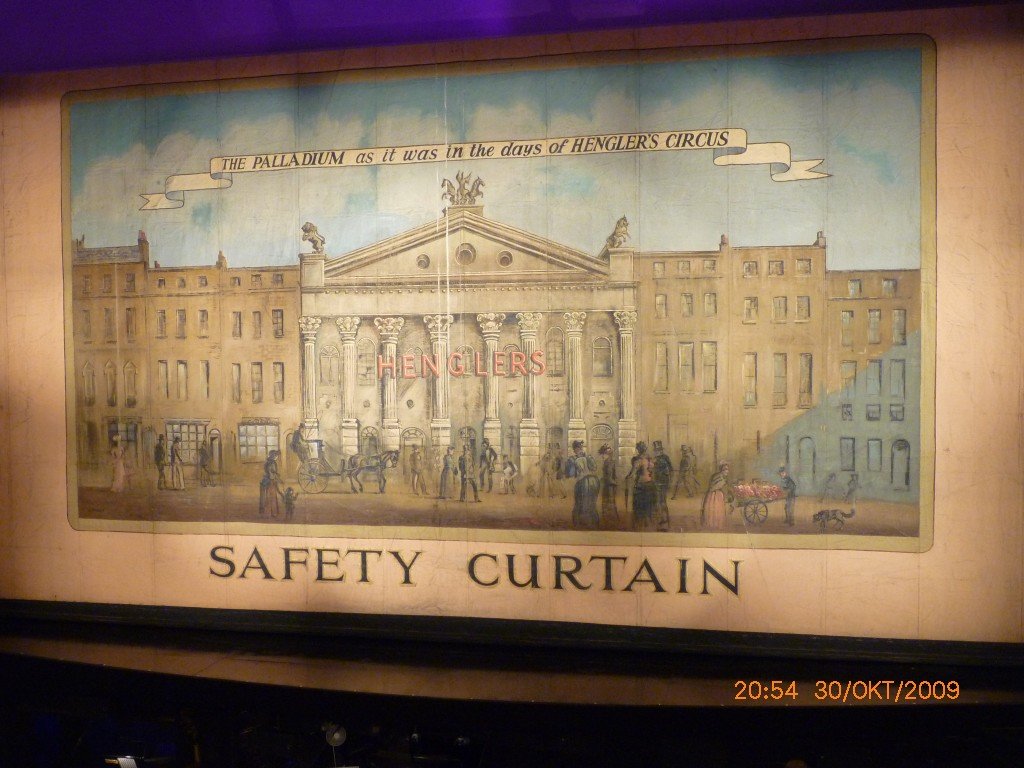 THE PALLADIUM as it was in the days of HENGLER'S CIRCUS
HENGLERS
SAFETY CURTAIN
20:54 30/OKT/2009